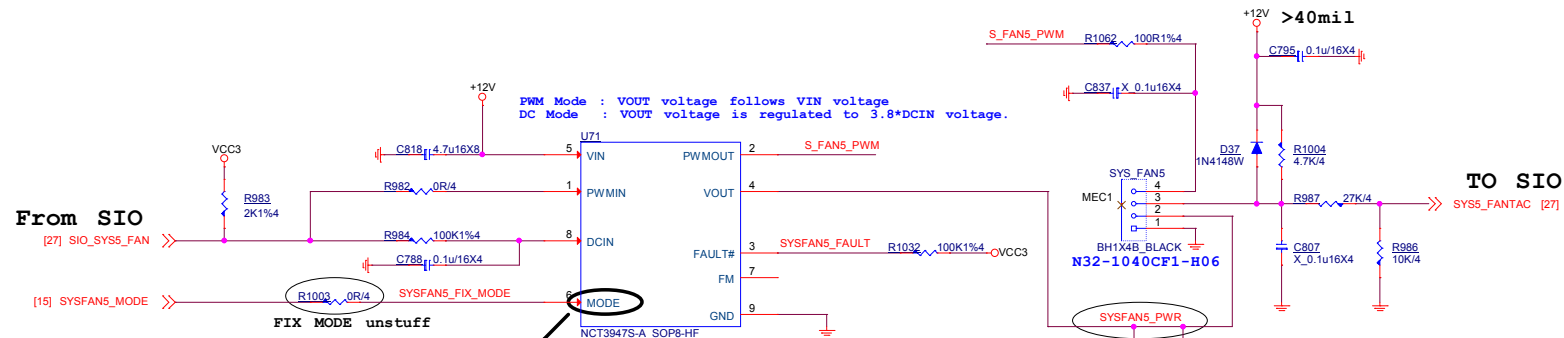 +12V >40mil
S_FAN5_PWM R1062 100R1%4
C795 0.1u/16X4
+12V
C837 X_0.1u16X4
PWM Mode : VOUT voltage follows VIN voltage
DC Mode : VOUT voltage is regulated to 3.8*DCIN voltage.
U71
VCC3
C818 4.7u16X8
5 VIN
PWMOUT 2 S_FAN5_PWM
D37
1N4148W
R1004
4.7K/4
R983
2K1%4
R982 0R/4
1 PWMIN
VOUT 4
SYS_FAN5
MEC1
4
3
2
1
R987 27K/4
TO SIO
SYS5_FANTAC [27]
From SIO
[27] SIO_SYS5_FAN
R984 100K1%4
8 DCIN
FAULT# 3 SYSFAN5_FAULT R1032 100K1%4 VCC3
BH1X4B_BLACK
N32-1040CF1-H06
C807
X_0.1u16X4
R986
10K/4
C788 0.1u/16X4
FM 7
[15] SYSFAN5_MODE
R1003 0R/4
SYSFAN5_FIX_MODE
6 MODE
GND 9
SYSFAN5_PWR
FIX MODE unstuff
NCT3947S-A_SOP8-HF